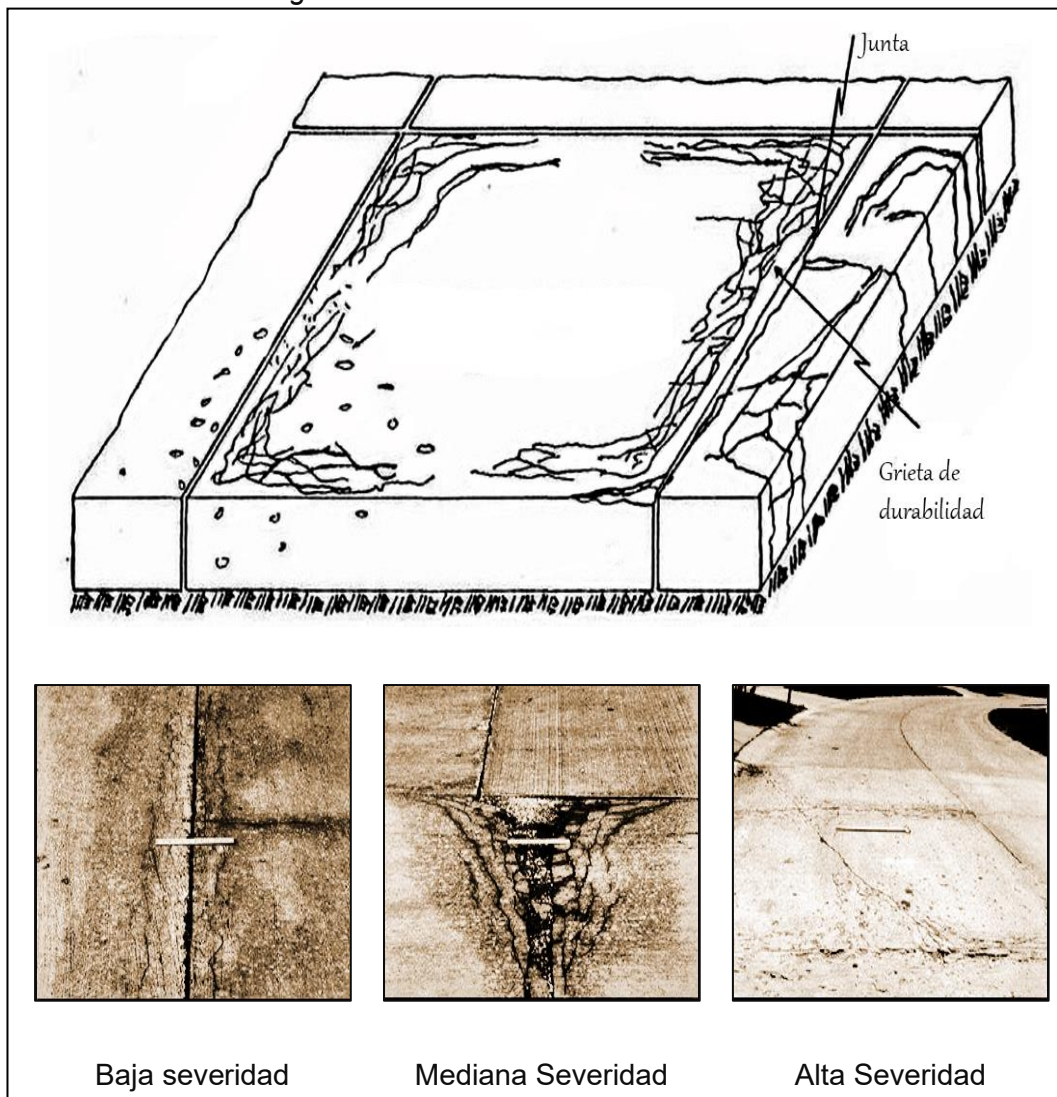 Junta
Grieta de
durabilidad
Baja severidad
Mediana Severidad
Alta Severidad